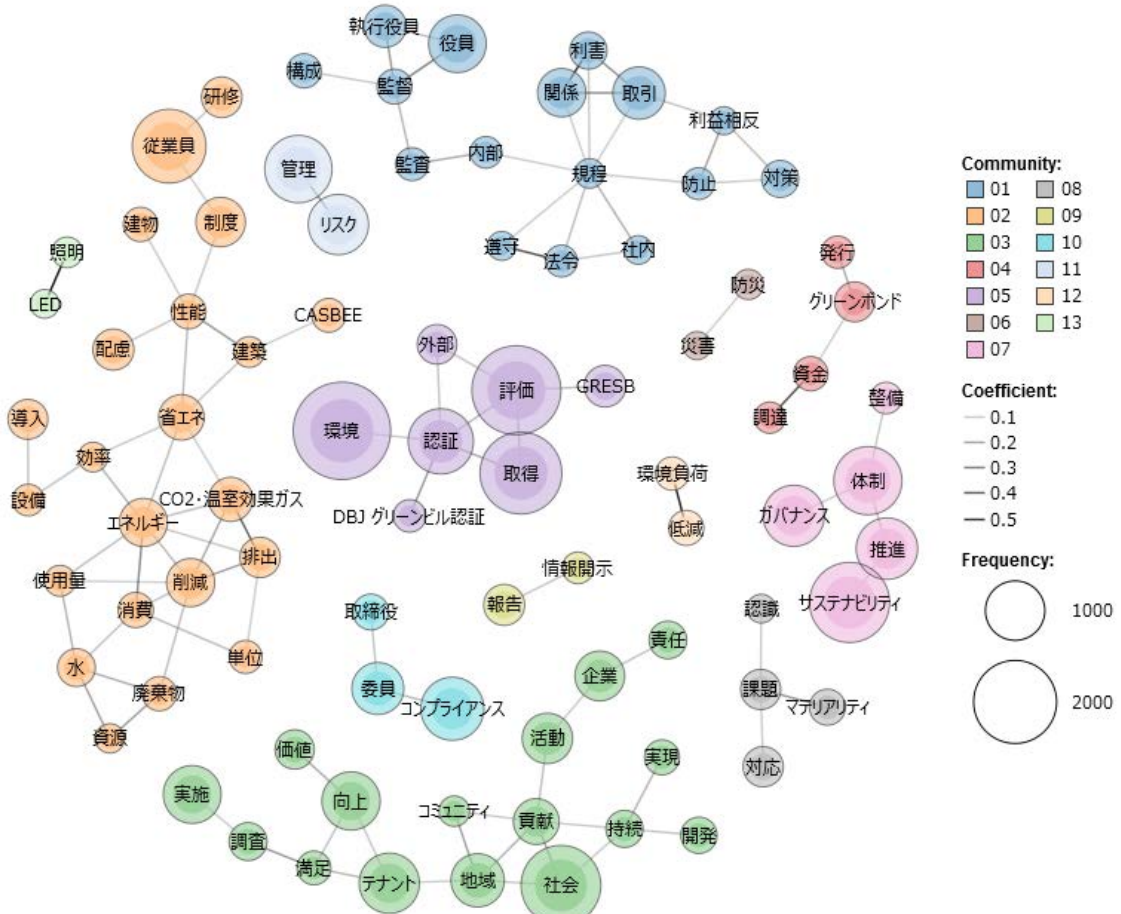 執行役員
役員
構成
監督
利害
関係
取引
利益相反
研修
従業員
管理
監査
内部
規程
防止
対策
リスク
制度
建物
遵守
法令
社内
照明
LED
発行
グリーンボンド
防災
災害
性能
CASBEE
配慮
建築
外部
評価
GRESB
資金
調達
整備
導入
省エネ
環境
認証
取得
効率
設備
環境負荷
低減
体制
ガバナンス
推進
サステナビリティ
CO2・温室効果ガス
エネルギー
DBJ グリーンビル認証
排出
使用量
削減
消費
情報開示
報告
取締役
委員
コンプライアンス
認識
課題
マテリアリティ
対応
単位
水
廃棄物
資源
責任
企業
活動
価値
実現
実施
向上
コミュニティ
貢献
持続
開発
調査
満足
テナント
地域
社会
Community:
01 08
02 09
03 10
04 11
05 12
06 13
07
Coefficient:
0.1
0.2
0.3
0.4
0.5
Frequency:
1000
2000